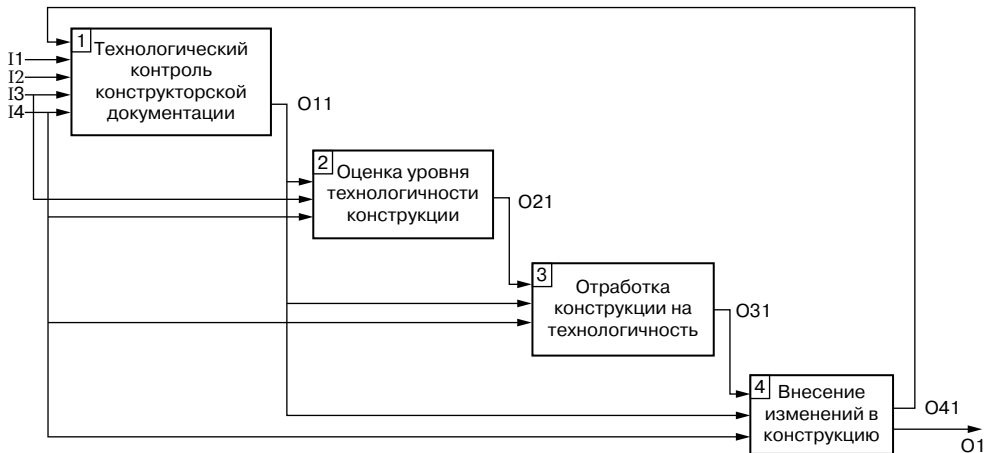 1
Технологический
контроль
конструкторской
документации
I1
I2
I3
I4
O11
2
Оценка уровня
технологичности
конструкции
O21
3
Отработка
конструкции на
технологичность
O31
4
Внесение
изменений в
конструкцию
O41
O1